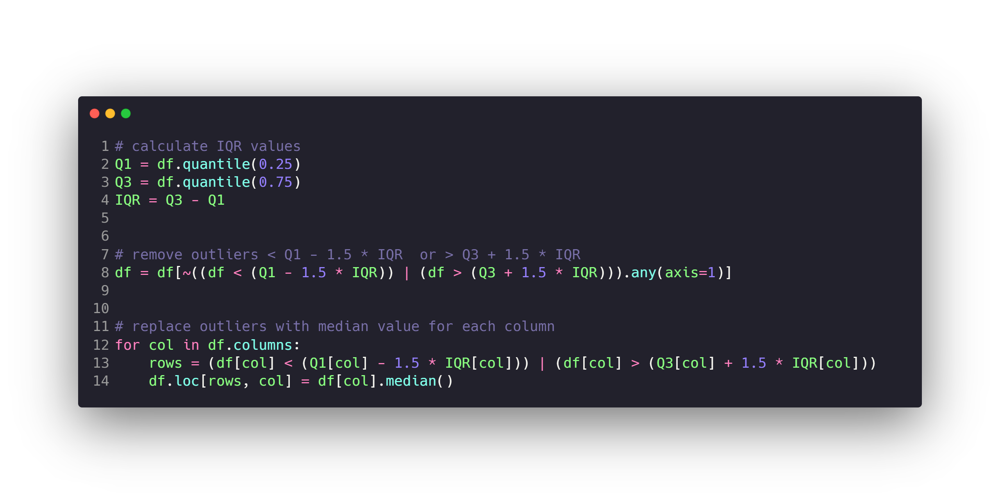 1 # calculate IQR values
2 Q1 = df.quantile(0.25)
3 Q3 = df.quantile(0.75)
4 IQR = Q3 - Q1
5
6
7 # remove outliers < Q1 - 1.5 * IQR  or > Q3 + 1.5 * IQR
8 df = df[~((df < (Q1 - 1.5 * IQR)) | (df > (Q3 + 1.5 * IQR))).any(axis=1)]
9
10
11 # replace outliers with median value for each column
12 for col in df.columns:
13     rows = (df[col] < (Q1[col] - 1.5 * IQR[col])) | (df[col] > (Q3[col] + 1.5 * IQR[col]))
14     df.loc[rows, col] = df[col].median()